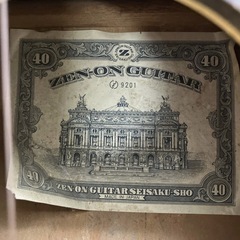 40 Z 40
ZEN-ON GUITAR
Z 9201
40 ZEN-ON GUITAR SEISAKU-SHO 40
MADE IN JAPAN